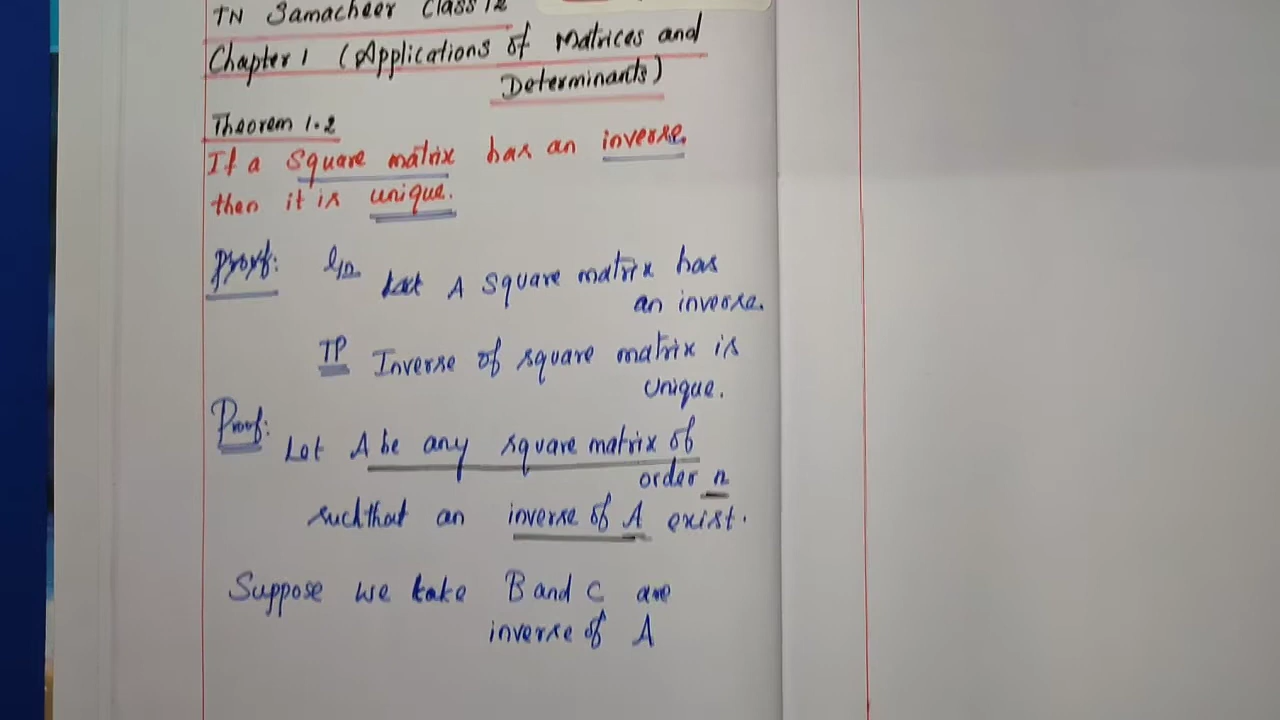 TN Samacheer Class 12
Chapter 1 (Applications of Matrices and
Determinants)
Theorem 1.2
If a square matrix has an inverse.
then it is unique.
Proof:
A square matrix has
an inverse.
TP Inverse of square matrix is
unique.
Proof:
Let A be any square matrix of
order n
such that an inverse of A exist.
Suppose we take B and C are
inverse of A